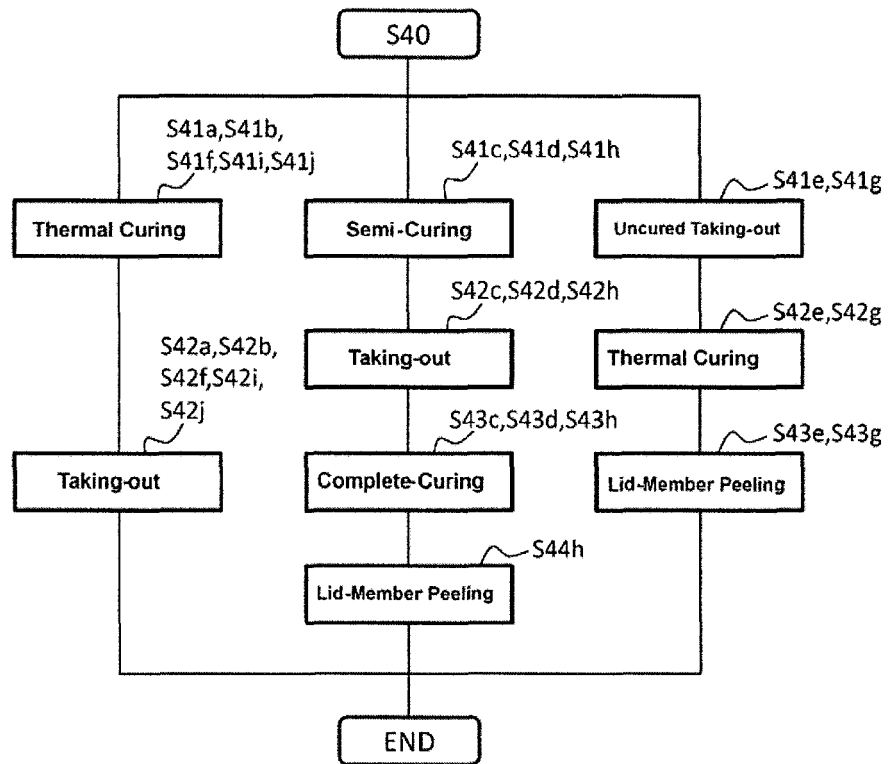 S40
S41a,S41b,
S41f,S41i,S41j
Thermal Curing
S42a,S42b,
S42f,S42i,
S42j
Taking-out
S41c,S41d,S41h
Semi-Curing
S42c,S42d,S42h
Taking-out
S43c,S43d,S43h
Complete-Curing
S44h
Lid-Member Peeling
S41e,S41g
Uncured Taking-out
S42e,S42g
Thermal Curing
S43e,S43g
Lid-Member Peeling
END